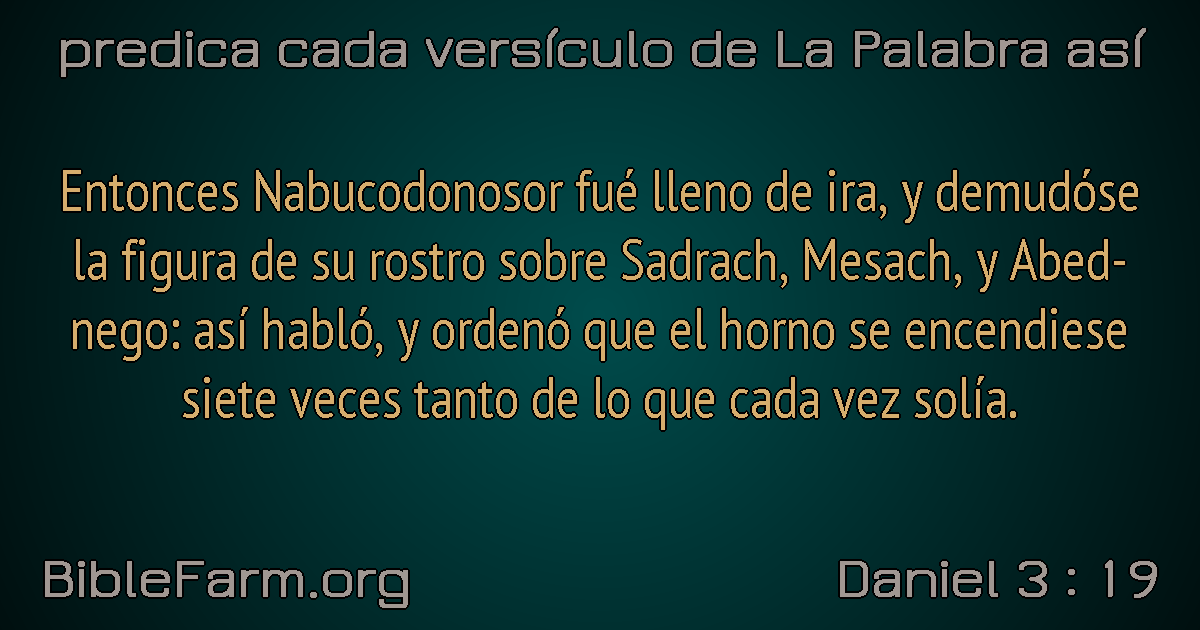 predica cada versículo de La Palabra así
Entonces Nabucodonosor fué lleno de ira, y demudóse
la figura de su rostro sobre Sadrach, Mesach, y Abed-
nego: así habló, y ordenó que el horno se encendiese
siete veces tanto de lo que cada vez solía.
BibleFarm.org
Daniel 3 : 19